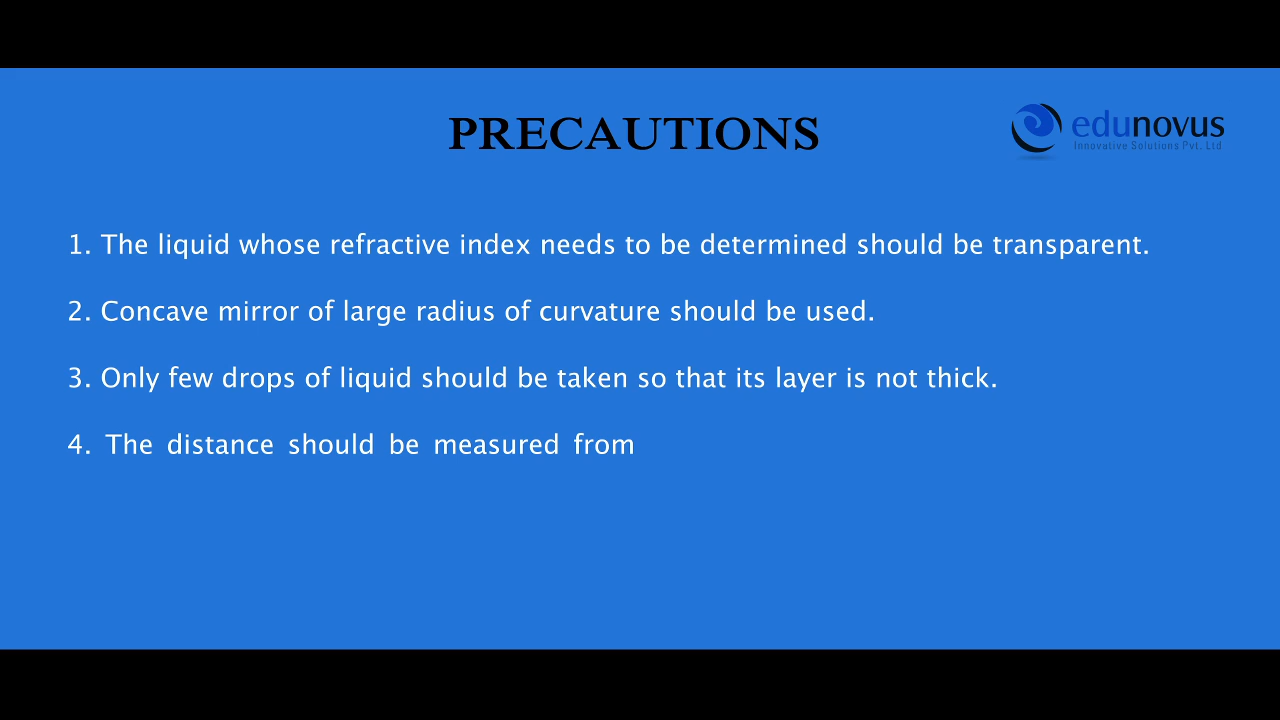 PRECAUTIONS
edunovus
Innovative Solutions Pvt. Ltd
1. The liquid whose refractive index needs to be determined should be transparent.
2. Concave mirror of large radius of curvature should be used.
3. Only few drops of liquid should be taken so that its layer is not thick.
4. The distance should be measured from